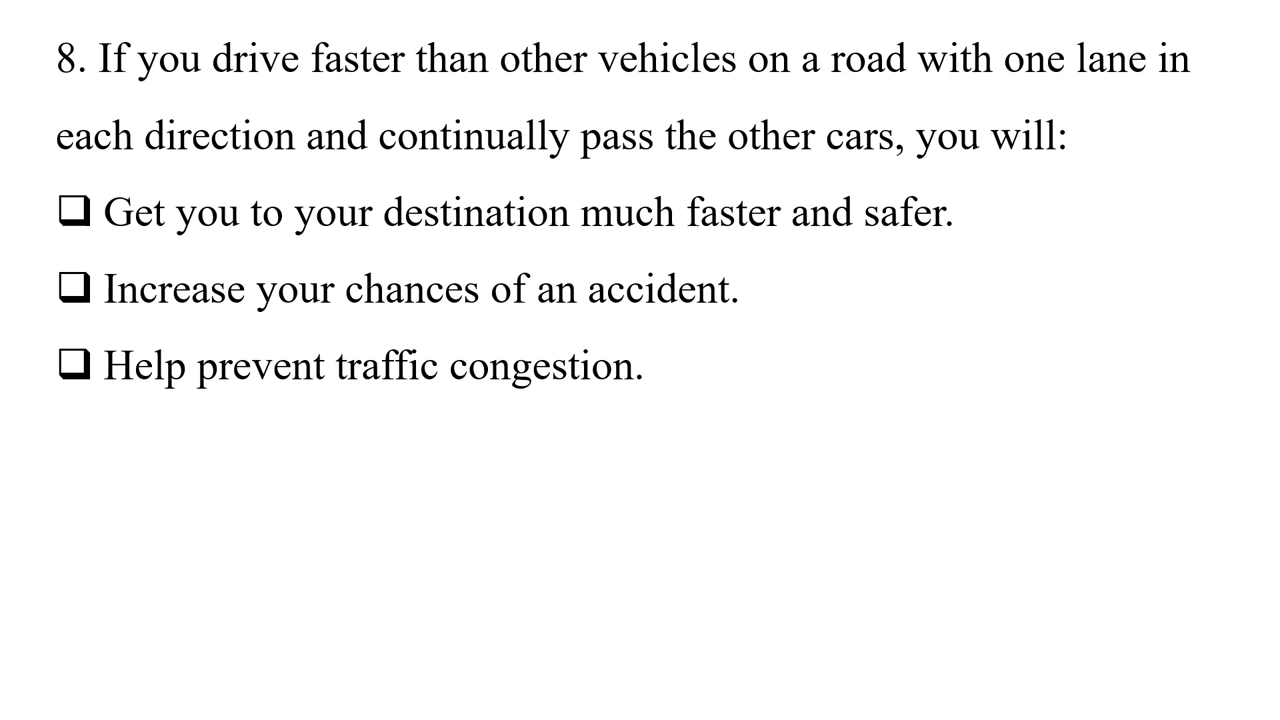 8. If you drive faster than other vehicles on a road with one lane in
each direction and continually pass the other cars, you will:
❑ Get you to your destination much faster and safer.
❑ Increase your chances of an accident.
❑ Help prevent traffic congestion.